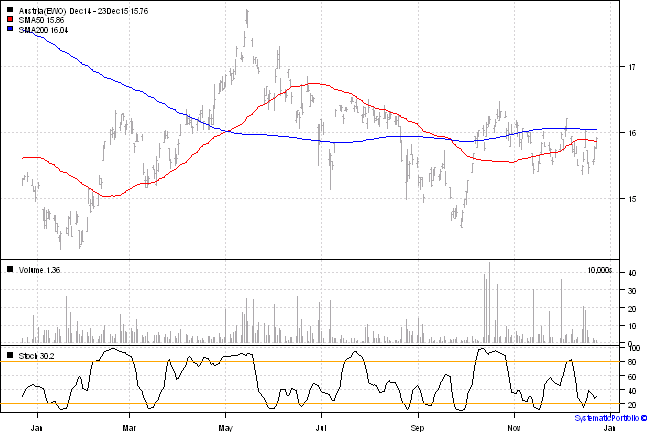 Austria(EWO) Dec14 - 23Dec15 15.76
SMA50 15.86
SMA200 16.04
17
16
15
Volume 1.36
10,000s
40
30
20
10
0
Stoch 30.2
100
80
60
40
20
Jan
Mar
May
Jul
Sep
Nov
Jan
SystematicPortfolio ©